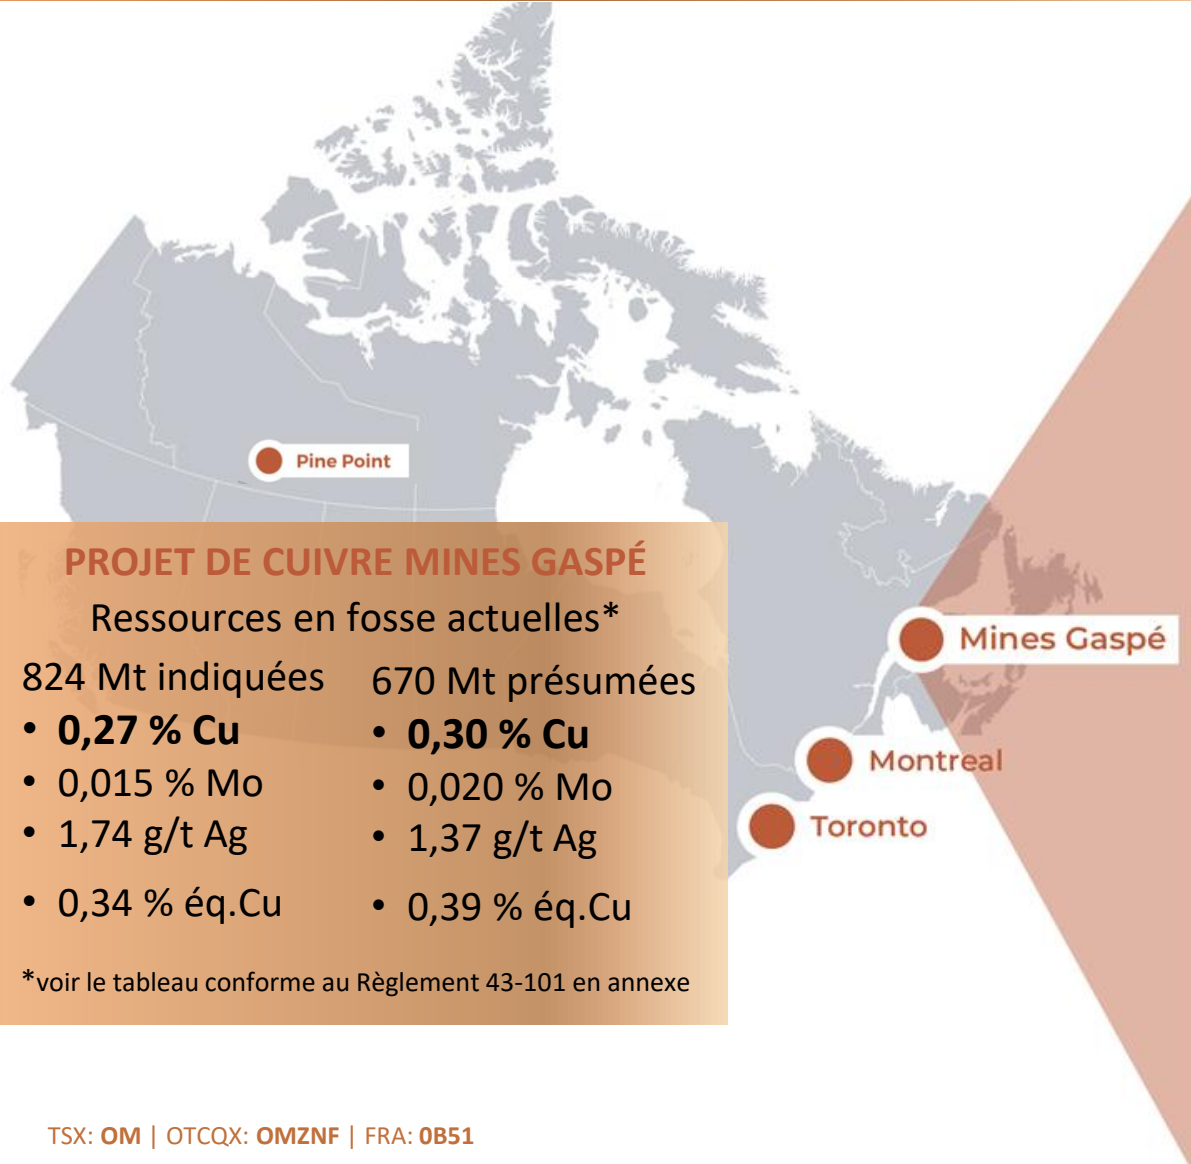 Pine Point
PROJET DE CUIVRE MINES GASPÉ
Ressources en fosse actuelles*
824 Mt indiquées
• 0,27 % Cu
• 0,015 % Mo
• 1,74 g/t Ag
• 0,34 % éq.Cu
670 Mt présumées
• 0,30 % Cu
• 0,020 % Mo
• 1,37 g/t Ag
• 0,39 % éq.Cu
*voir le tableau conforme au Règlement 43-101 en annexe
Mines Gaspé
Montreal
Toronto
TSX: OM | OTCQX: OMZNF | FRA: 0B51